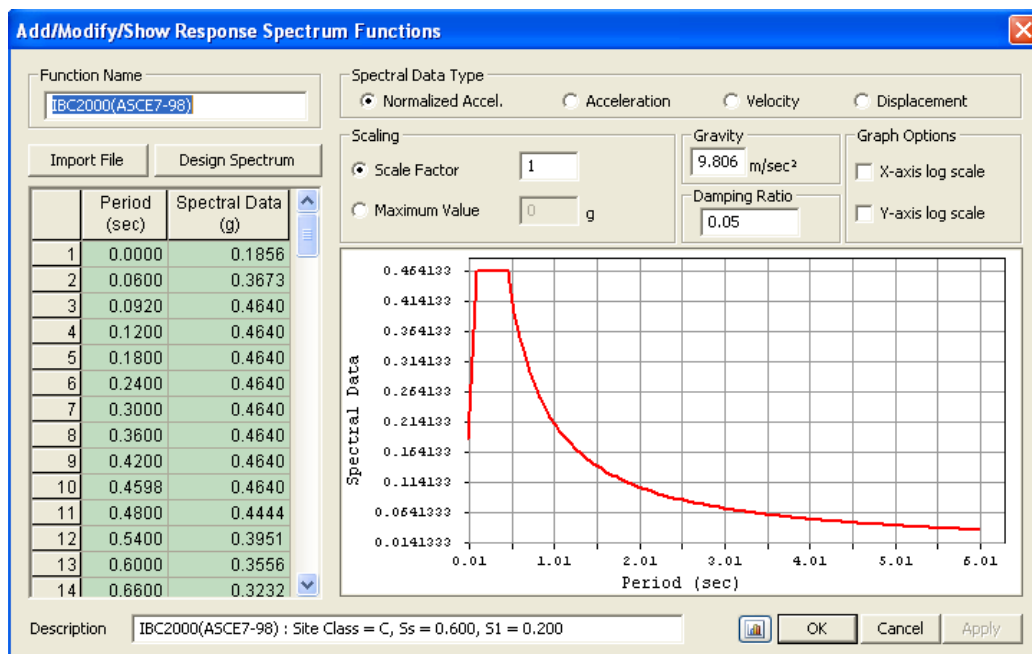 Add/Modify/Show Response Spectrum Functions
Function Name
IBC2000(ASCE7-98)
Import File
Design Spectrum
Spectral Data Type
Normalized Accel.
Acceleration
Velocity
Displacement
Scaling
Scale Factor
1
Maximum Value
0
g
Gravity
9.806 m/sec²
Damping Ratio
0.05
Graph Options
X-axis log scale
Y-axis log scale
Period (sec) Spectral Data (g)
1 0.0000 0.1856
2 0.0600 0.3673
3 0.0920 0.4640
4 0.1200 0.4640
5 0.1800 0.4640
6 0.2400 0.4640
7 0.3000 0.4640
8 0.3600 0.4640
9 0.4200 0.4640
10 0.4598 0.4640
11 0.4800 0.4444
12 0.5400 0.3951
13 0.6000 0.3556
14 0.6600 0.3232
Spectral Data
0.464133
0.414133
0.364133
0.314133
0.264133
0.214133
0.164133
0.114133
0.0641333
0.0141333
0.01 1.01 2.01 3.01 4.01 5.01 6.01
Period (sec)
Description
IBC2000(ASCE7-98) : Site Class = C, Ss = 0.600, S1 = 0.200
OK
Cancel
Apply